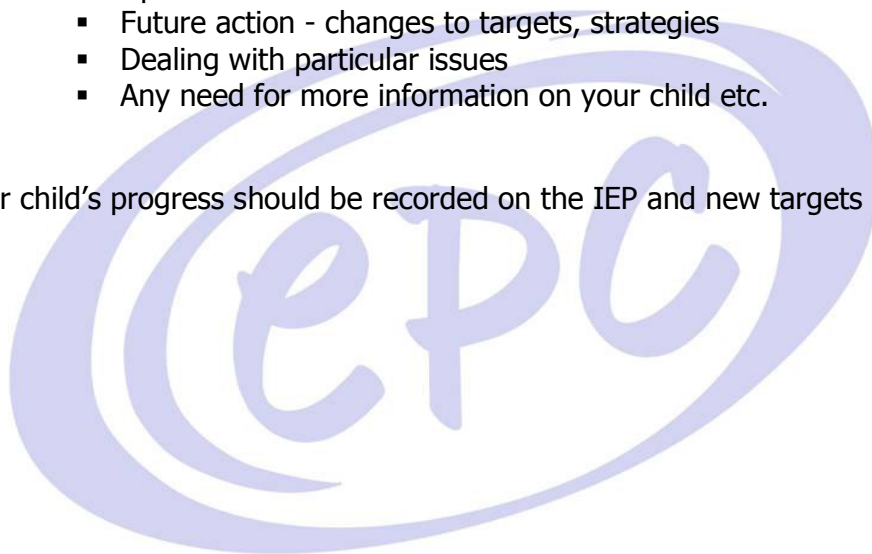 ▪ Future action - changes to targets, strategies
▪ Dealing with particular issues
▪ Any need for more information on your child etc.
r child’s progress should be recorded on the IEP and new targets
ePC